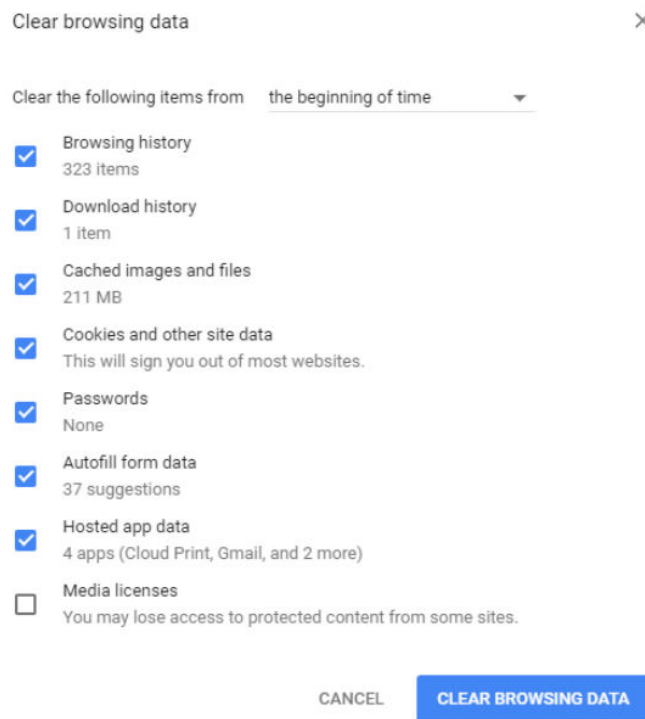 Clear browsing data
Clear the following items from the beginning of time
Browsing history
323 items
Download history
1 item
Cached images and files
211 MB
Cookies and other site data
This will sign you out of most websites.
Passwords
None
Autofill form data
37 suggestions
Hosted app data
4 apps (Cloud Print, Gmail, and 2 more)
Media licenses
You may lose access to protected content from some sites.
CANCEL CLEAR BROWSING DATA